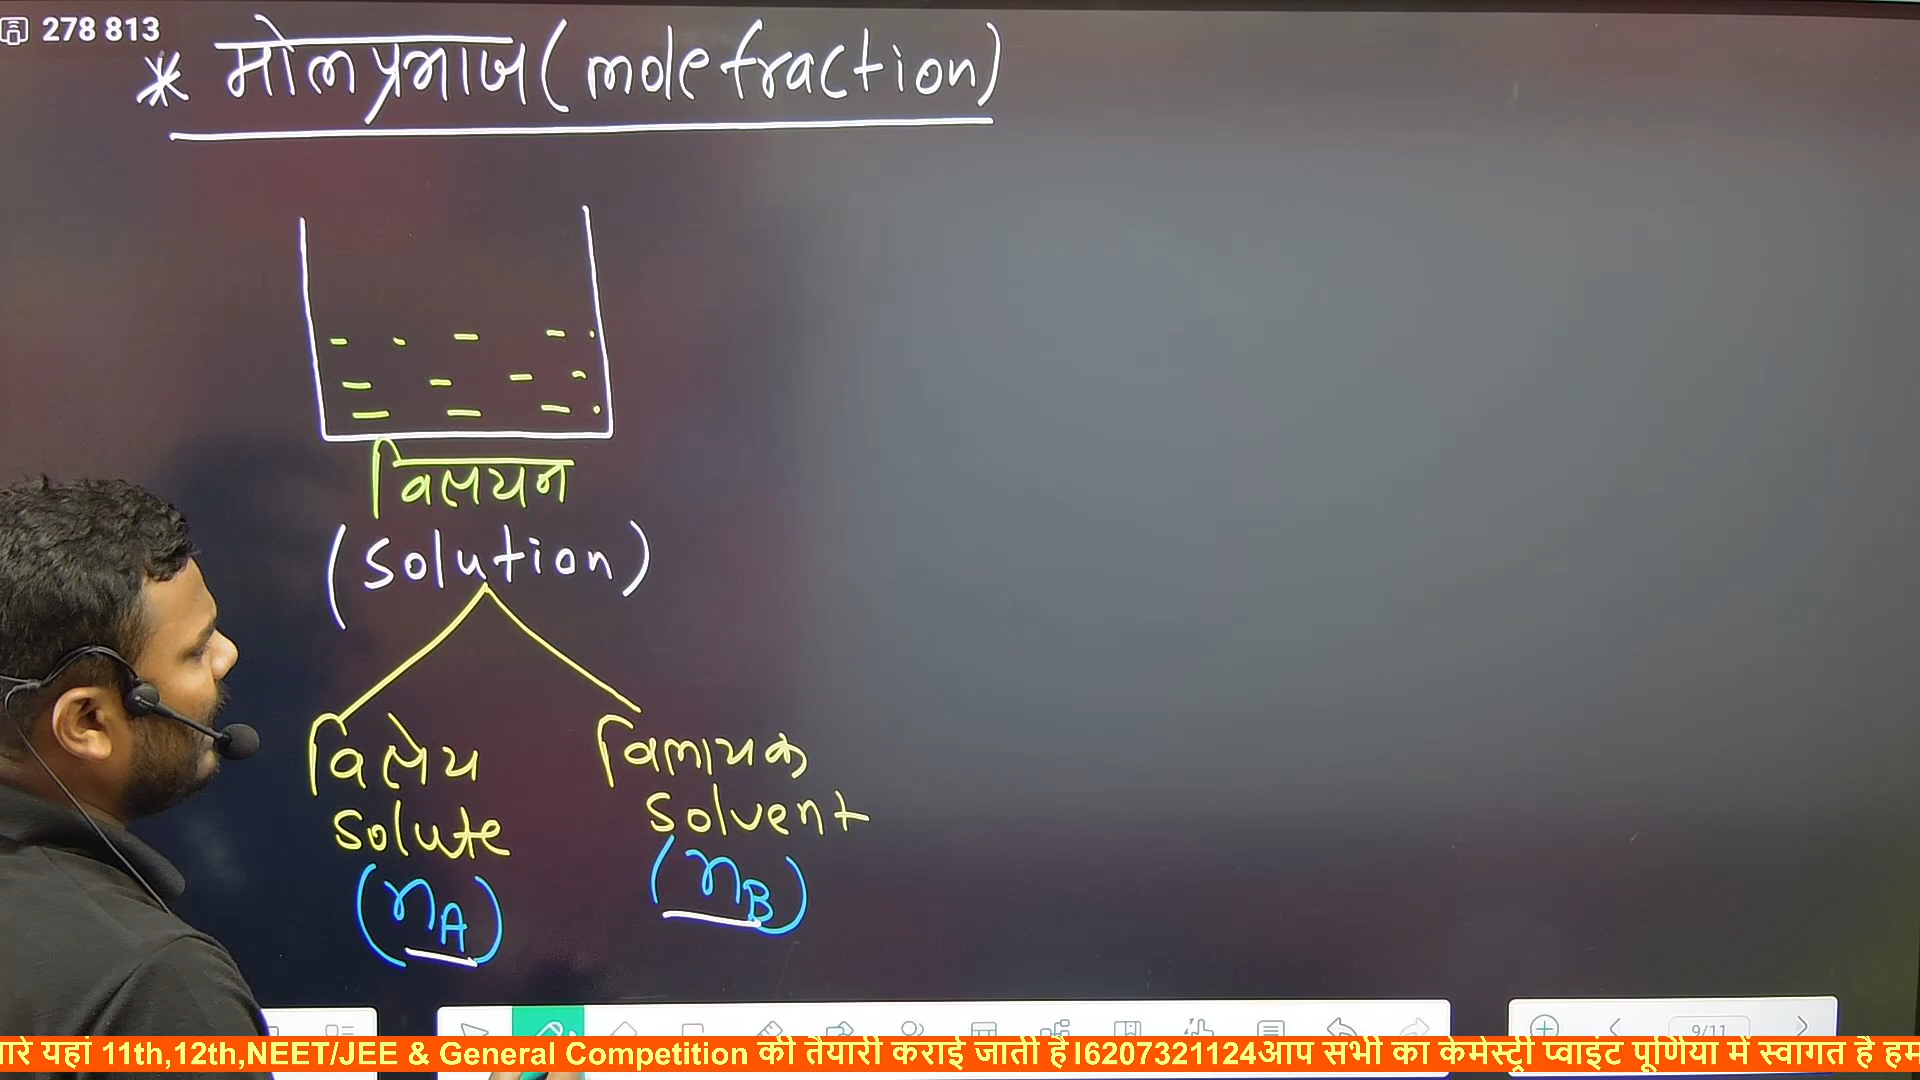 278 813
* मोल प्रभाज (mole fraction)
विलयन
(Solution)
विलेय
solute
(nA)
विलायक
solvent
(nB)
9/11
यहां 11th,12th,NEET/JEE & General Competition की तैयारी कराई जाती हैं।6207321124आप सभी का केमेस्ट्री प्वाइंट पूर्णिया में स्वागत है हम